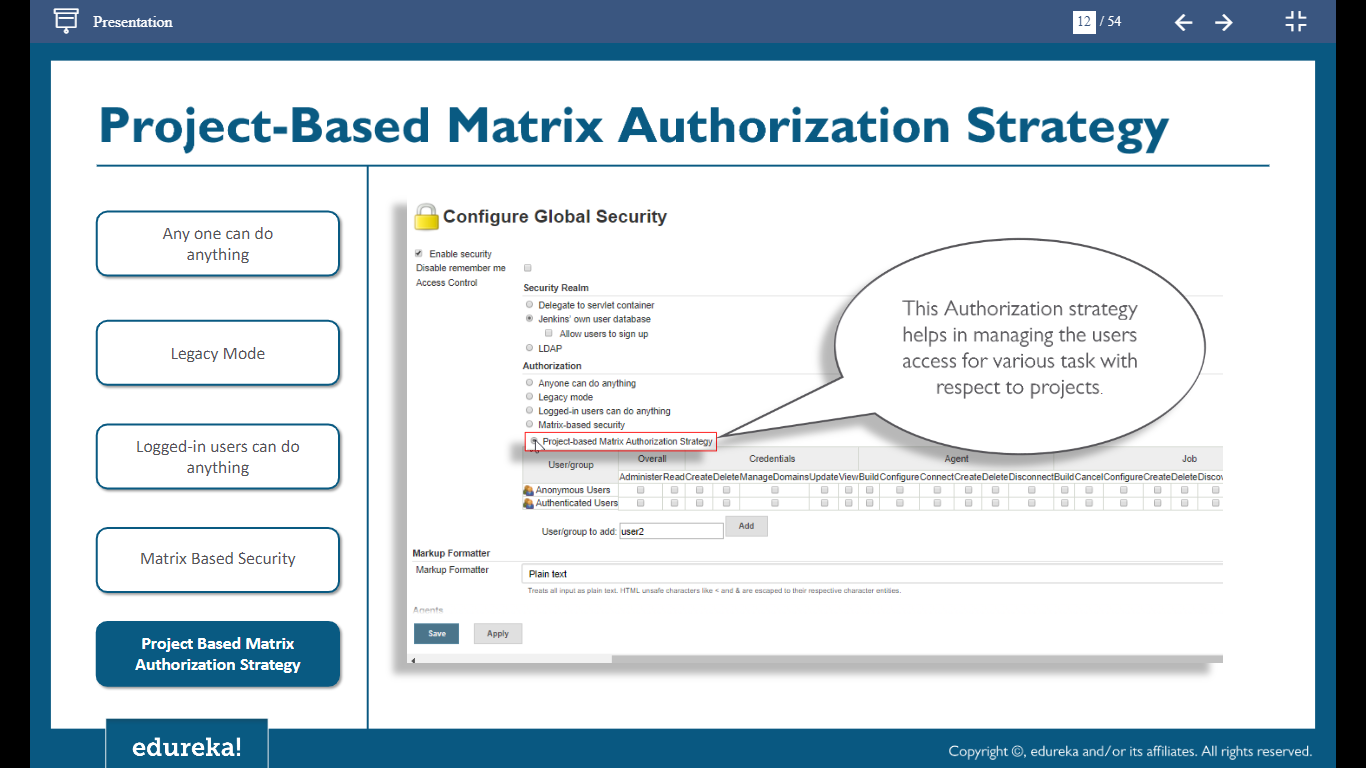 Presentation
12 / 54
Project-Based Matrix Authorization Strategy
Any one can do
anything
Legacy Mode
Logged-in users can do
anything
Matrix Based Security
Project Based Matrix
Authorization Strategy
Configure Global Security
Enable security
Disable remember me
Access Control
Security Realm
Delegate to servlet container
Jenkins' own user database
Allow users to sign up
LDAP
Authorization
Anyone can do anything
Legacy mode
Logged-in users can do anything
Matrix-based security
Project-based Matrix Authorization Strategy
This Authorization strategy
helps in managing the users
access for various task with
respect to projects.
User/group Overall Credentials Agent Job
Administer Read Create Delete ManageDomains Update View Build Configure Connect Create Delete Disconnect Build Cancel Configure Create Delete Discov
Anonymous Users
Authenticated Users
User/group to add: user2 Add
Markup Formatter
Markup Formatter Plain text
Treats all input as plain text. HTML unsafe characters like < and & are escaped to their respective character entities.
Agents
Save Apply
edureka!
Copyright ©, edureka and/or its affiliates. All rights reserved.